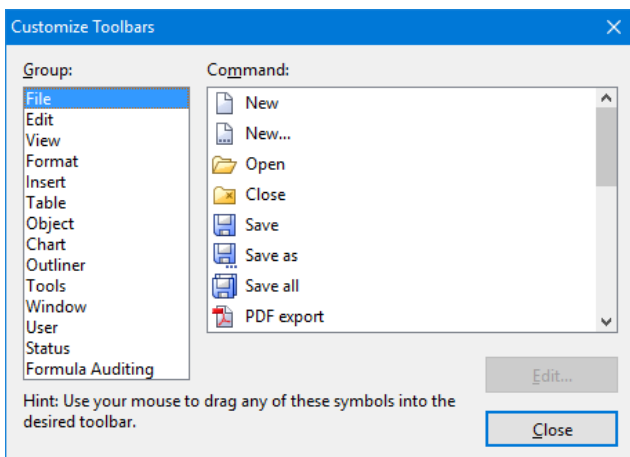 Customize Toolbars
Group:
File
Edit
View
Format
Insert
Table
Object
Chart
Outliner
Tools
Window
User
Status
Formula Auditing
Command:
New
New...
Open
Close
Save
Save as
Save all
PDF export
Edit...
Hint: Use your mouse to drag any of these symbols into the
desired toolbar.
Close